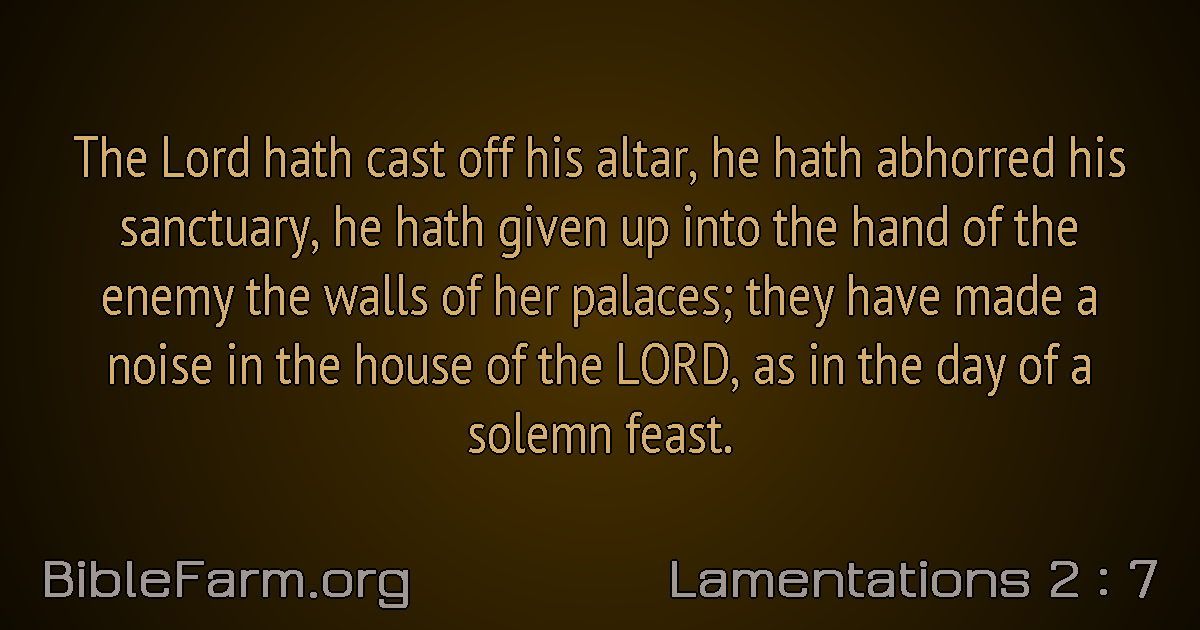 The Lord hath cast off his altar, he hath abhorred his
sanctuary, he hath given up into the hand of the
enemy the walls of her palaces; they have made a
noise in the house of the LORD, as in the day of a
solemn feast.
BibleFarm.org
Lamentations 2 : 7